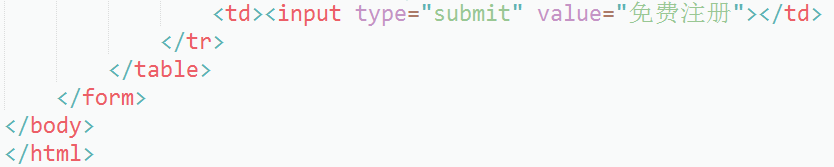 <td><input type="submit" value="免费注册"></td>
</tr>
</table>
</form>
</body>
</html>